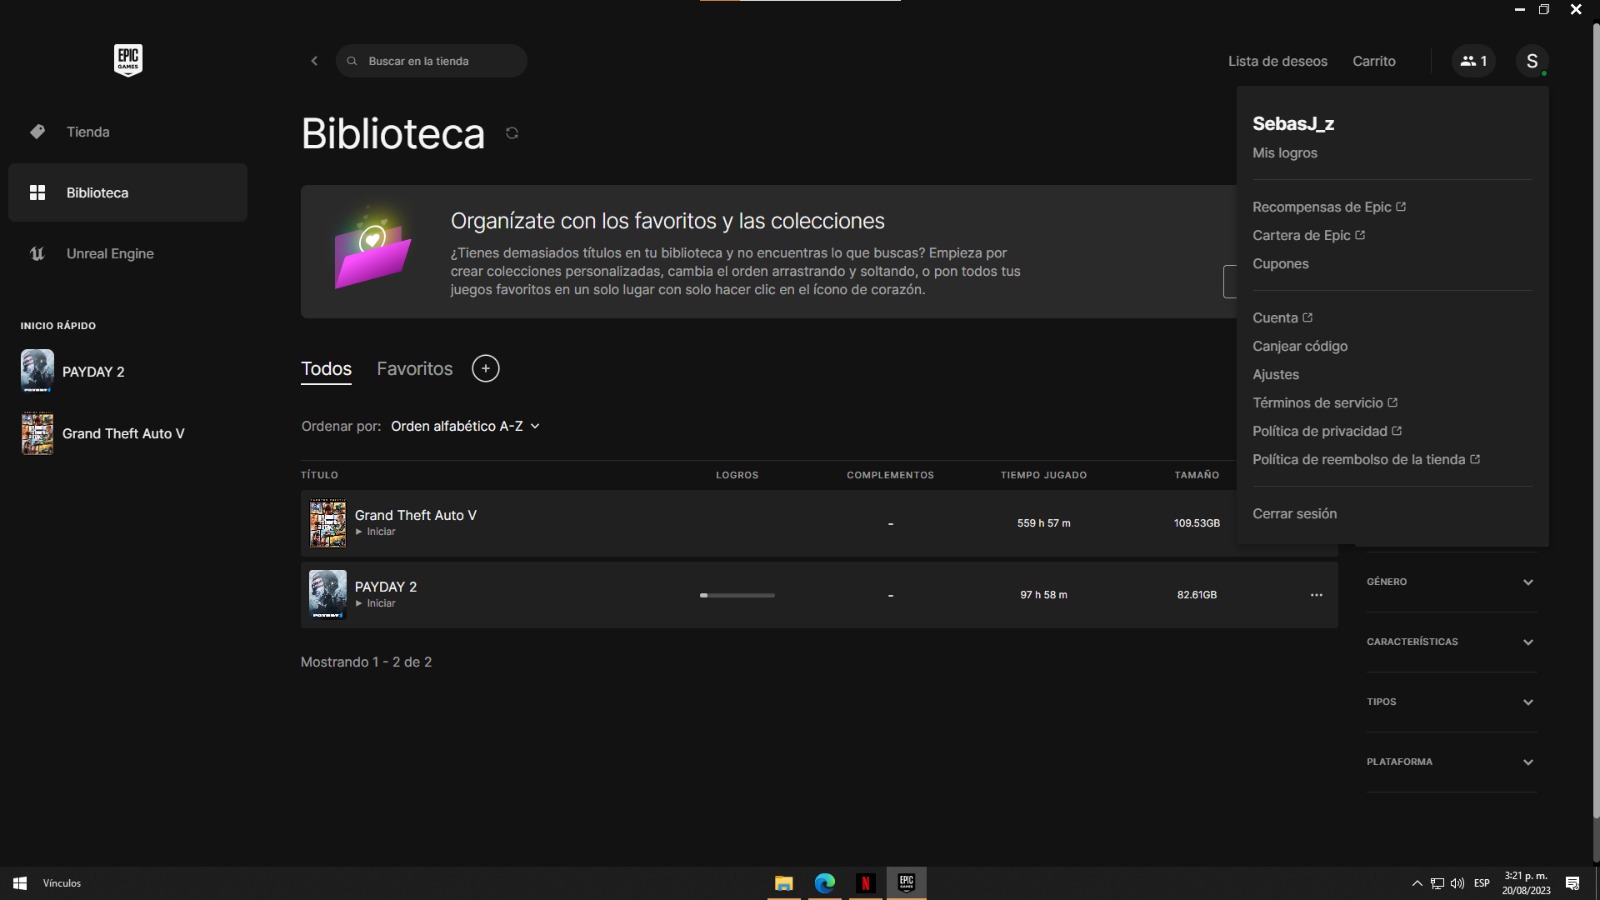 EPIC
GAMES
Buscar en la tienda
Lista de deseos
Carrito
1
S
Tienda
Biblioteca
Unreal Engine
INICIO RÁPIDO
PAYDAY 2
Grand Theft Auto V
Biblioteca
Organízate con los favoritos y las colecciones
¿Tienes demasiados títulos en tu biblioteca y no encuentras lo que buscas? Empieza por
crear colecciones personalizadas, cambia el orden arrastrando y soltando, o pon todos tus
juegos favoritos en un solo lugar con solo hacer clic en el ícono de corazón.
Todos
Favoritos
+
Ordenar por: Orden alfabético A-Z
TÍTULO LOGROS COMPLEMENTOS TIEMPO JUGADO TAMAÑO
Grand Theft Auto V
Iniciar
- 559 h 57 m 109.53GB
PAYDAY 2
Iniciar
- 97 h 58 m 82.61GB
Mostrando 1 - 2 de 2
SebasJ_z
Mis logros
Recompensas de Epic
Cartera de Epic
Cupones
Cuenta
Canjear código
Ajustes
Términos de servicio
Política de privacidad
Política de reembolso de la tienda
Cerrar sesión
GÉNERO
CARACTERÍSTICAS
TIPOS
PLATAFORMA
Vínculos
N
EPIC
GAMES
ESP
3:21 p. m.
20/08/2023